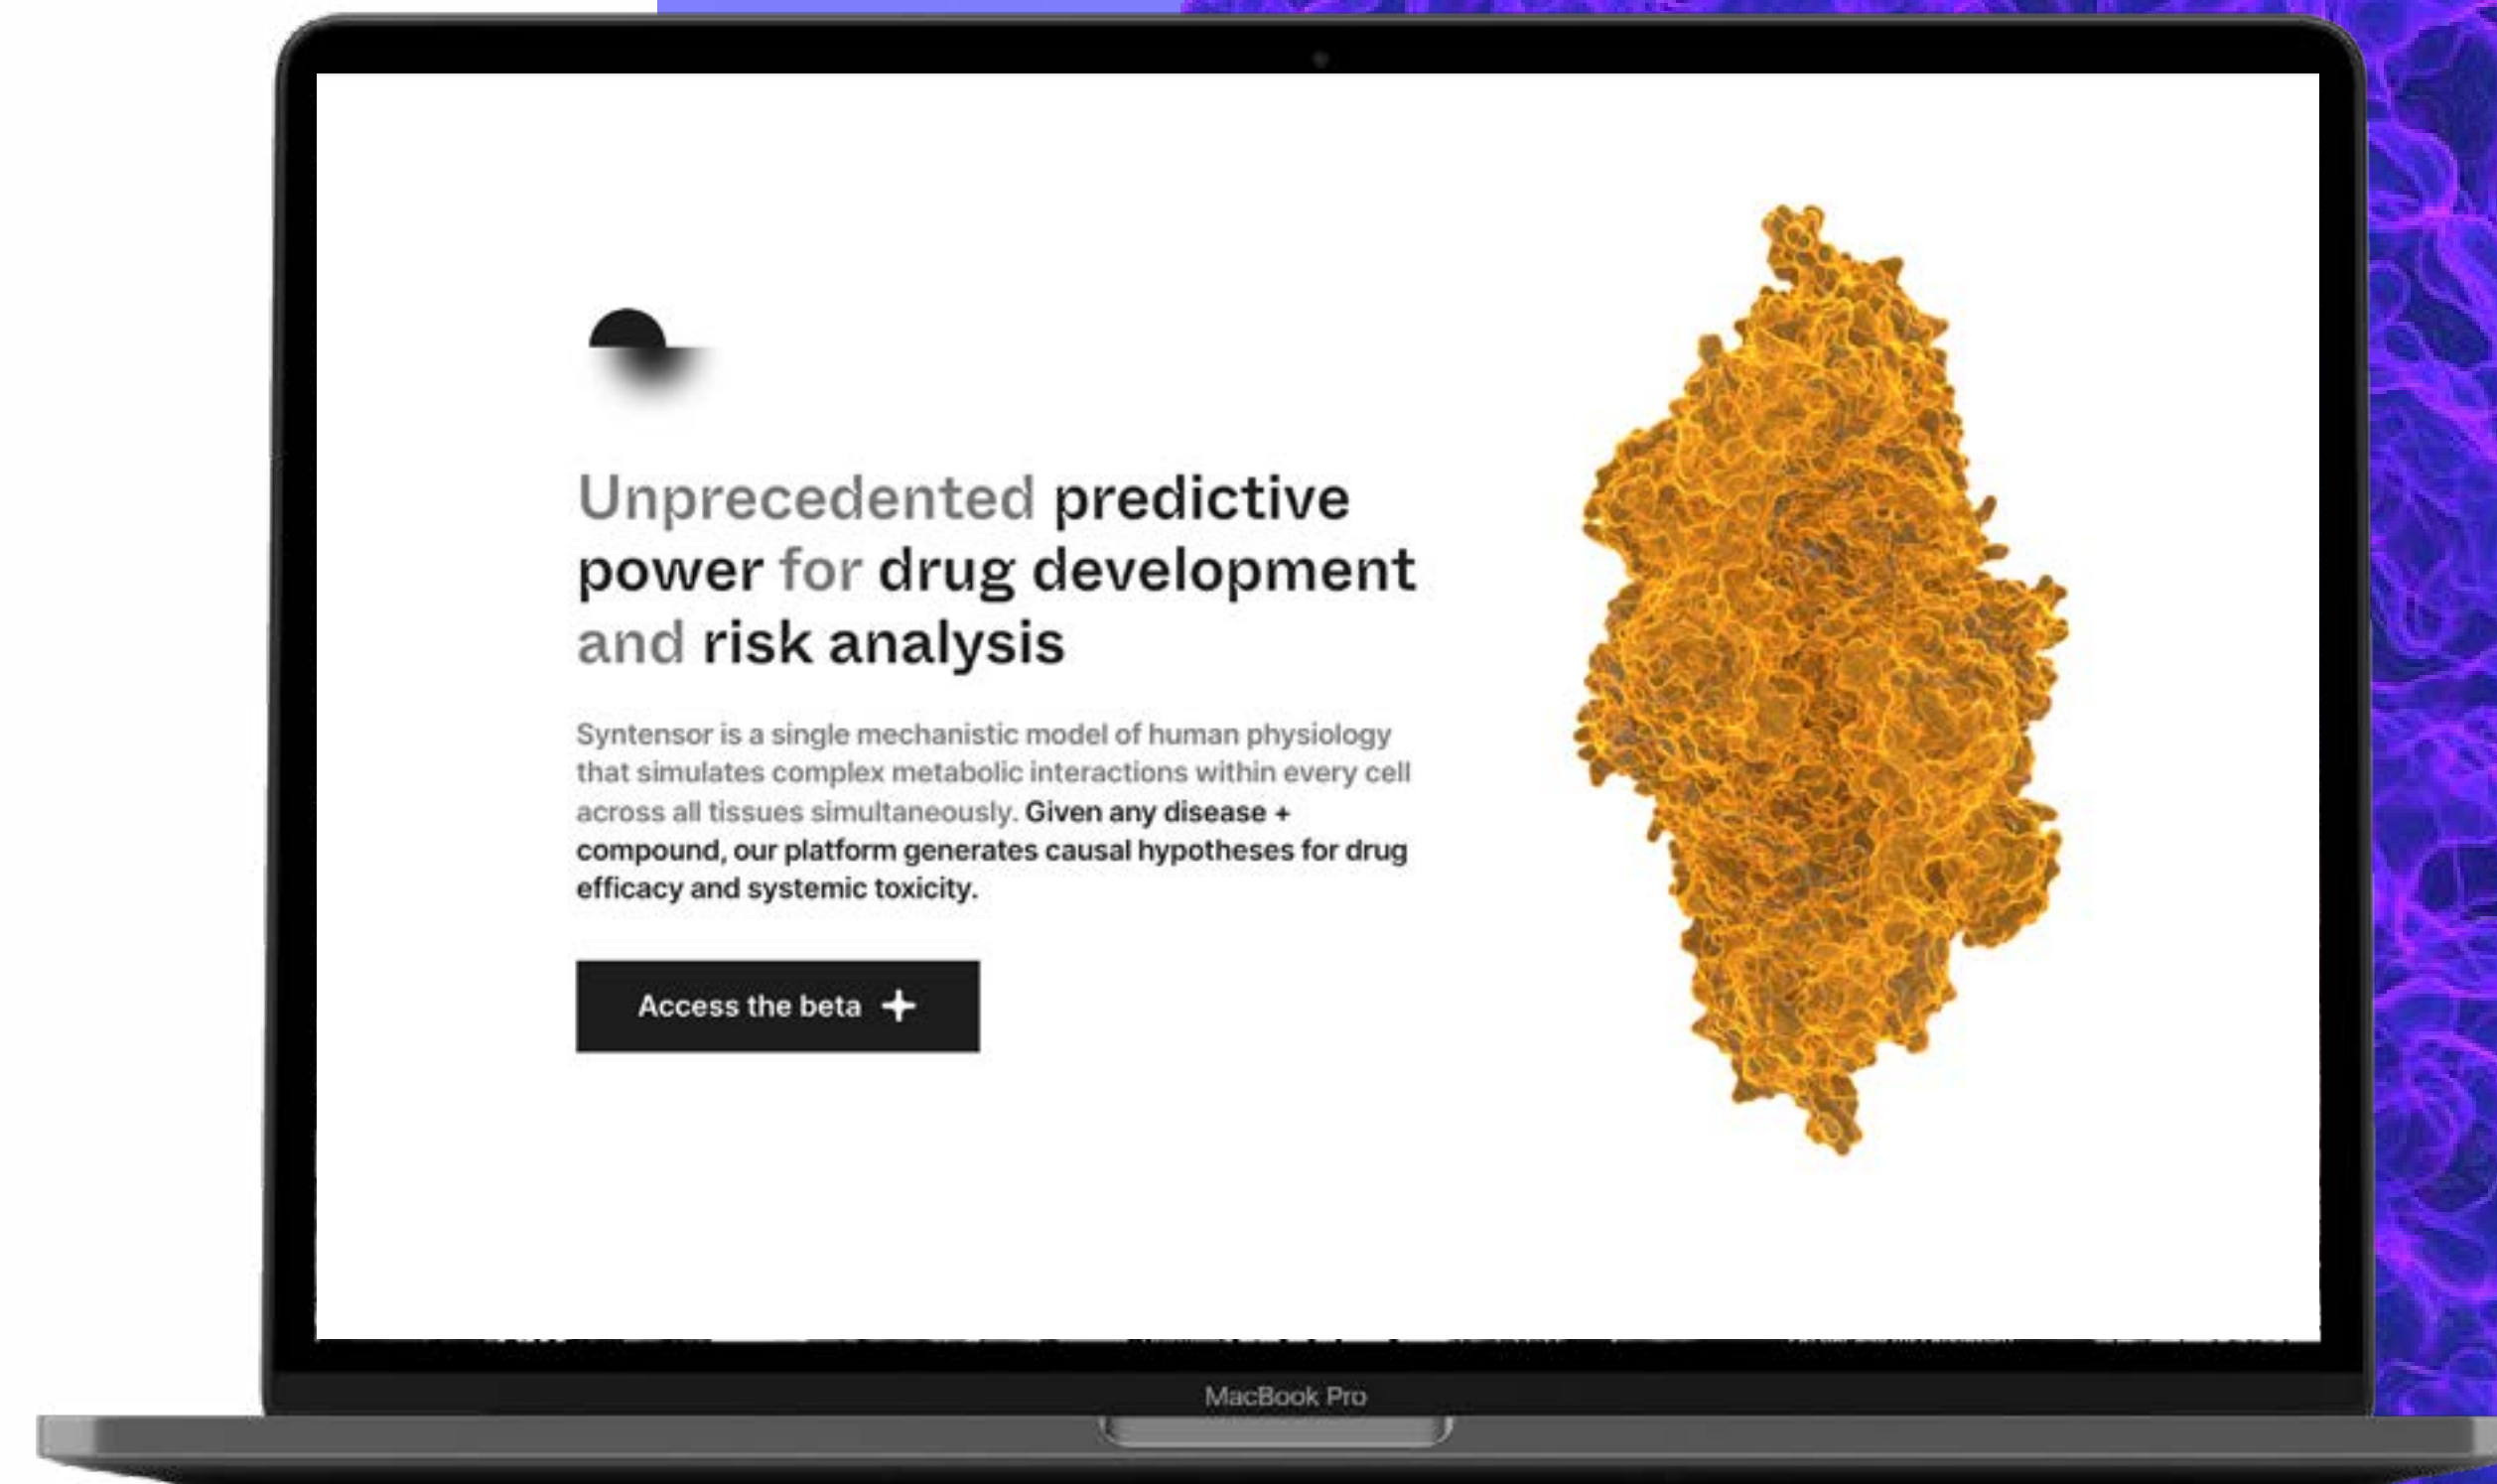 Unprecedented predictive
power for drug development
and risk analysis
Syntensor is a single mechanistic model of human physiology
that simulates complex metabolic interactions within every cell
across all tissues simultaneously. Given any disease +
compound, our platform generates causal hypotheses for drug
efficacy and systemic toxicity.
Access the beta
MacBook Pro